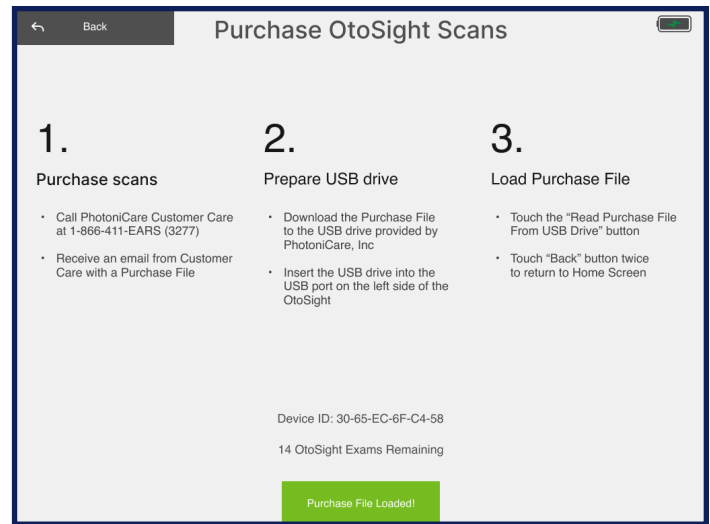 Back
Purchase OtoSight Scans
1.
Purchase scans
• Call PhotoniCare Customer Care
at 1-866-411-EARS (3277)
• Receive an email from Customer
Care with a Purchase File
2.
Prepare USB drive
• Download the Purchase File
to the USB drive provided by
PhotoniCare, Inc
• Insert the USB drive into the
USB port on the left side of the
OtoSight
3.
Load Purchase File
• Touch the “Read Purchase File
From USB Drive” button
• Touch “Back” button twice
to return to Home Screen
Device ID: 30-65-EC-6F-C4-58
14 OtoSight Exams Remaining
Purchase File Loaded!